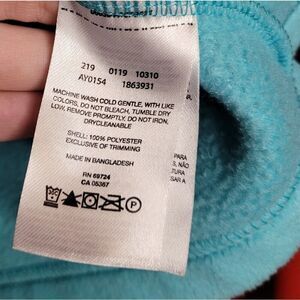 219 0119 10310
AY0154 1863931
MACHINE WASH COLD GENTLE, WITH LIKE
COLORS, DO NOT BLEACH, TUMBLE DRY
LOW, REMOVE PROMPTLY, DO NOT IRON,
DRYCLEANABLE
SHELL: 100% POLYESTER
EXCLUSIVE OF TRIMMING
MADE IN BANGLADESH
RN 69724
CA 05367
P
PARA
NÃO
TURA
SAR A